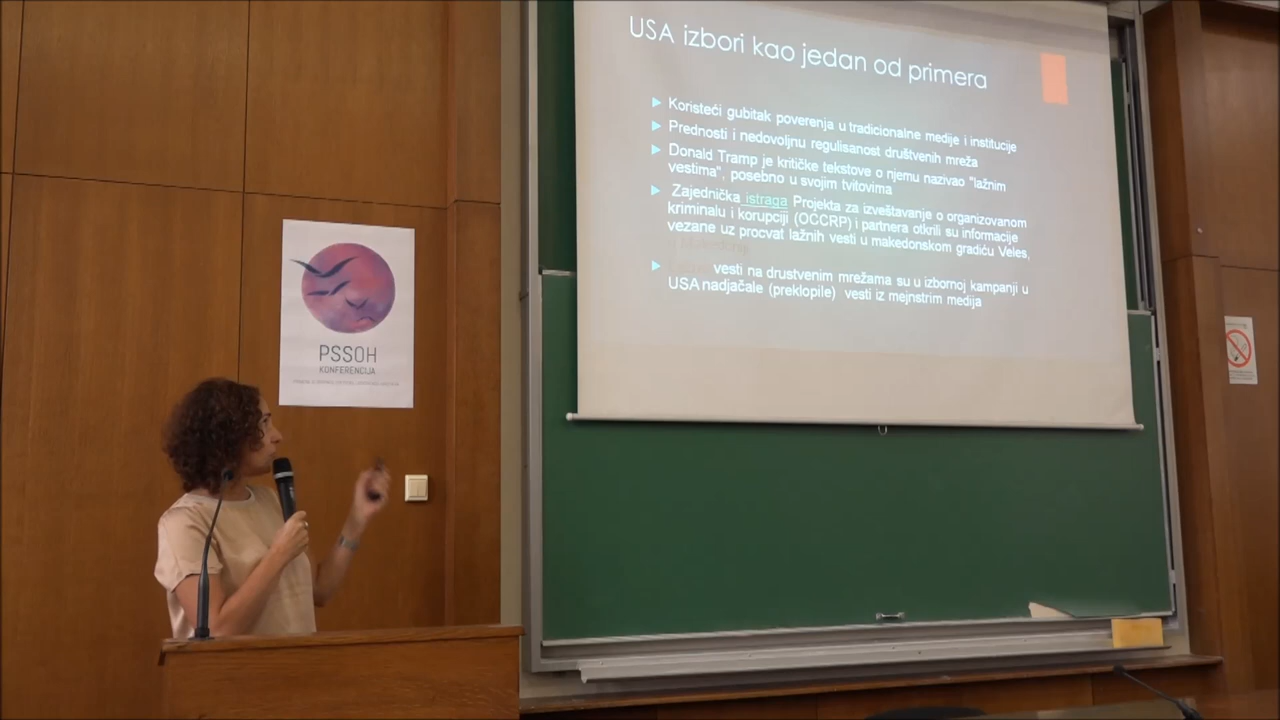 USA izbori kao jedan od primera
Koristeći gubitak poverenja u tradicionalne medije i institucije
Prednosti i nedovoljnu regulisanost društvenih mreža
Donald Tramp je kritičke tekstove o njemu nazivao "lažnim
vestima", posebno u svojim tvitovima
Zajednička istraga Projekta za izveštavanje o organizovanom
kriminalu i korupciji (OCCRP) i partnera otkrili su informacije
vezane uz procvat lažnih vesti u makedonskom gradiću Veles,
vesti na drustvenim mrežama su u izbornoj kampanji u
USA nadjačale (preklopile) vesti iz mejnstrim medija
PSSOH
KONFERENCIJA